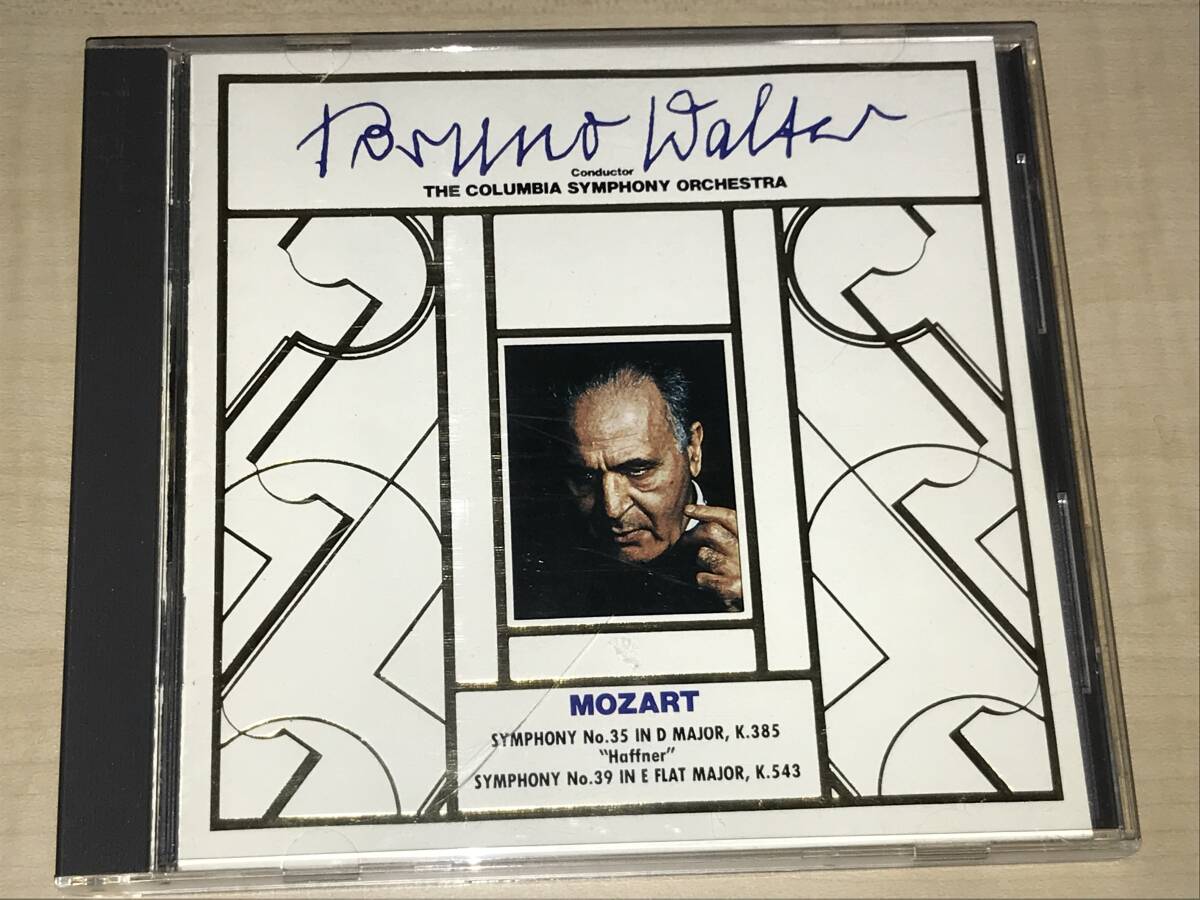 Bruno Walter
Conductor
THE COLUMBIA SYMPHONY ORCHESTRA
MOZART
SYMPHONY No.35 IN D MAJOR, K.385
"Haffner"
SYMPHONY No.39 IN E FLAT MAJOR, K.543